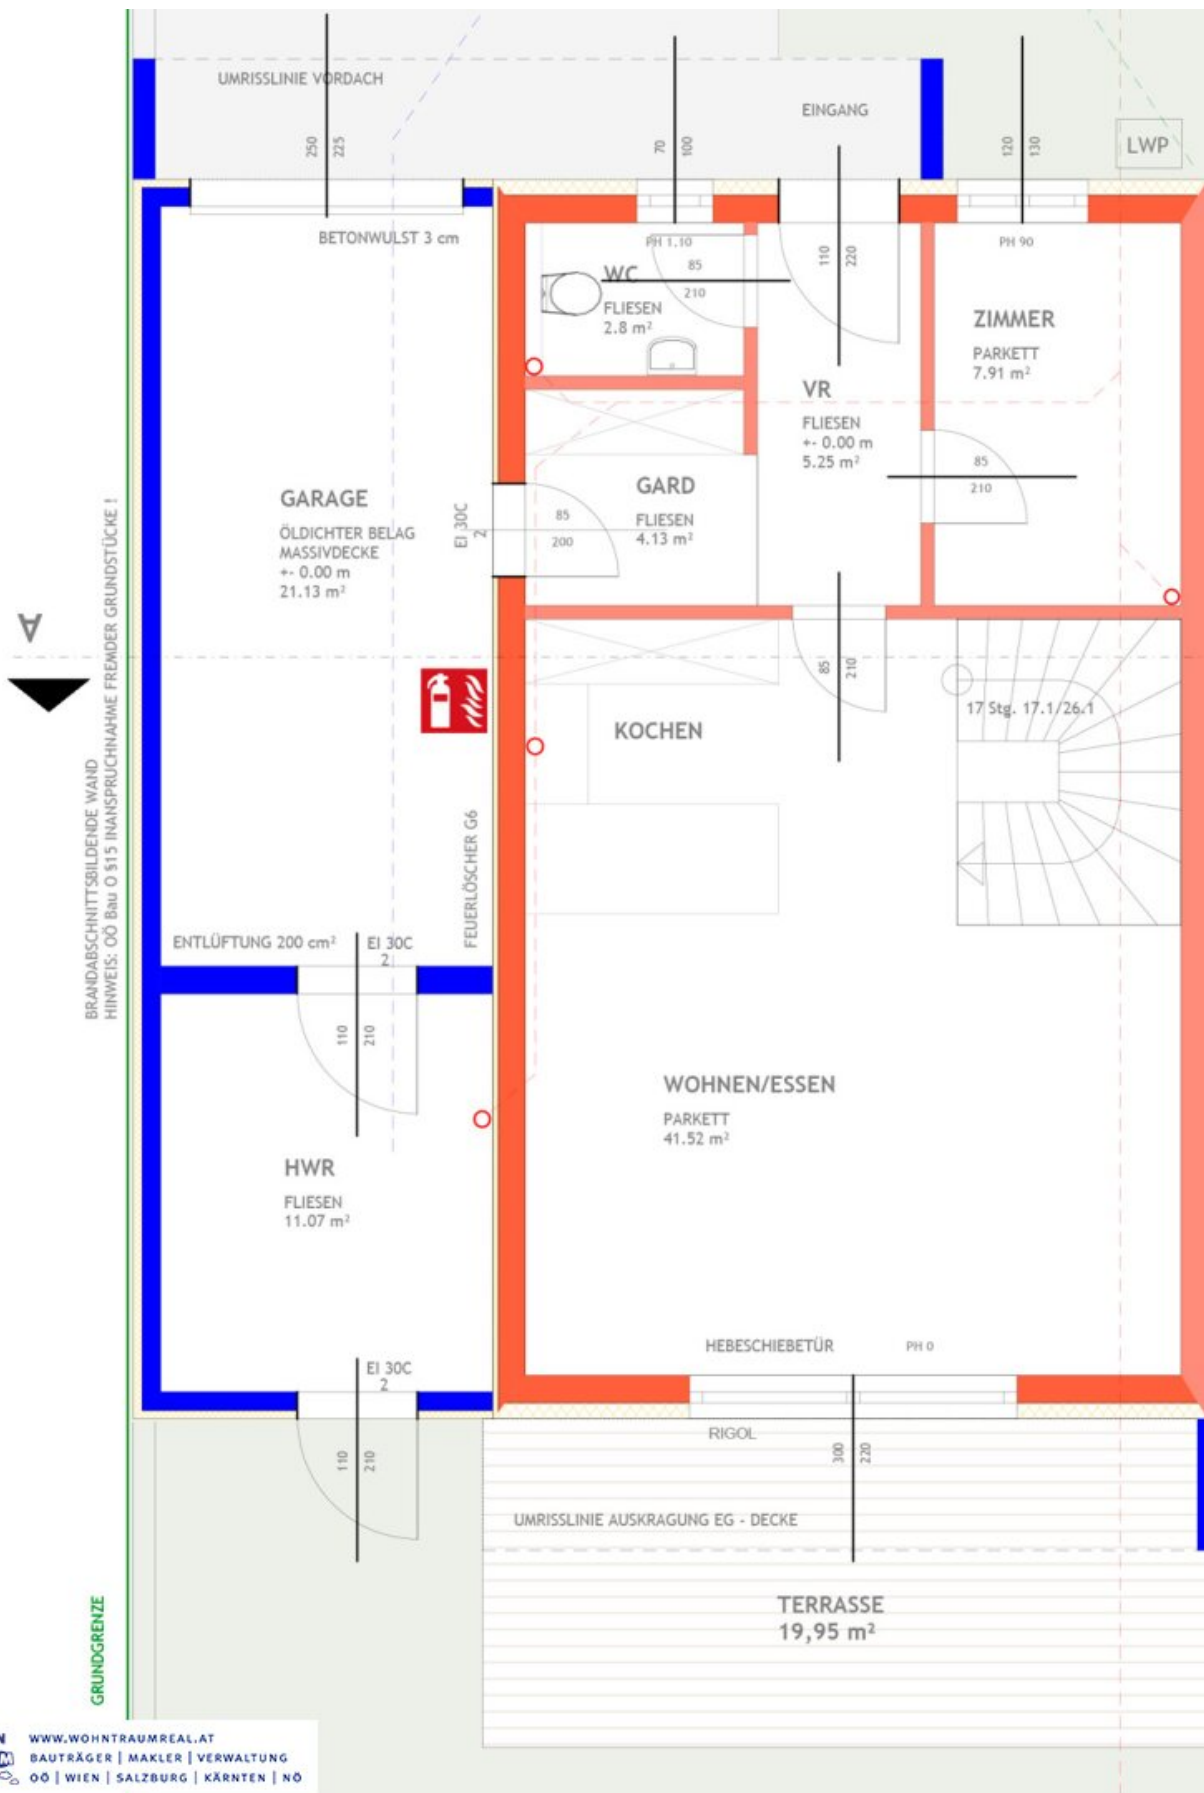 UMRISSLINIE VORDACH
250
225
70
100
EINGANG
120
130
LWP
BETONWULST 3 cm
PH 1.10
85
210
WC
FLIESEN
2.8 m²
110
220
PH 90
ZIMMER
PARKETT
7.91 m²
VR
FLIESEN
+- 0.00 m
5.25 m²
85
210
GARAGE
ÖLDICHTER BELAG
MASSIVDECKE
+- 0.00 m
21.13 m²
EI 30C
2
85
200
GARD
FLIESEN
4.13 m²
A
BRANDABSCHNITTSBILDENDE WAND
HINWEIS: OÖ Bau O §15 INANSPRUCHNAHME FREMDER GRUNDSTÜCKE !
85
210
17 Stg. 17.1/26.1
KOCHEN
FEUERLÖSCHER G6
ENTLÜFTUNG 200 cm²
EI 30C
2
110
210
WOHNEN/ESSEN
PARKETT
41.52 m²
HWR
FLIESEN
11.07 m²
HEBESCHIEBETÜR
PH 0
EI 30C
2
110
210
RIGOL
300
220
UMRISSLINIE AUSKRAGUNG EG - DECKE
TERRASSE
19,95 m²
GRUNDGRENZE
WWW.WOHNTRAUMREAL.AT
BAUTRÄGER | MAKLER | VERWALTUNG
OÖ | WIEN | SALZBURG | KÄRNTEN | NÖ